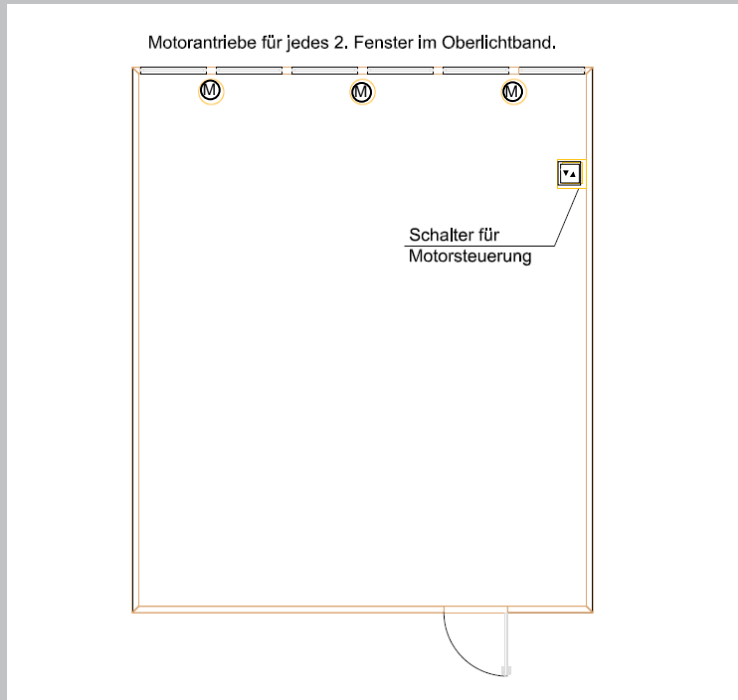 Motorantriebe für jedes 2. Fenster im Oberlichtband.
M M M
Schalter für
Motorsteuerung